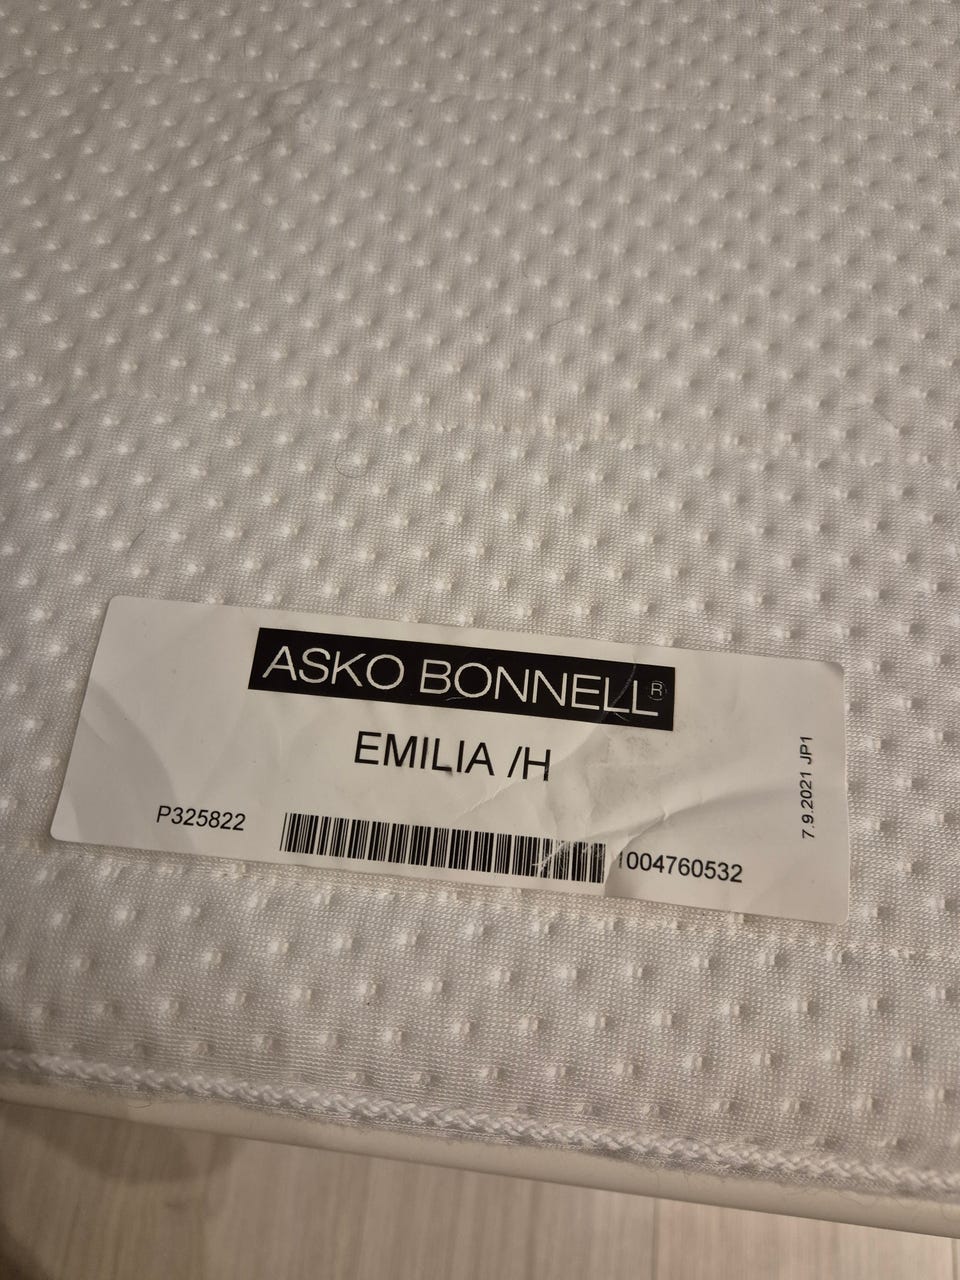 ASKO BONNELL®
EMILIA /H
P325822
1004760532
7.9.2021 JP1